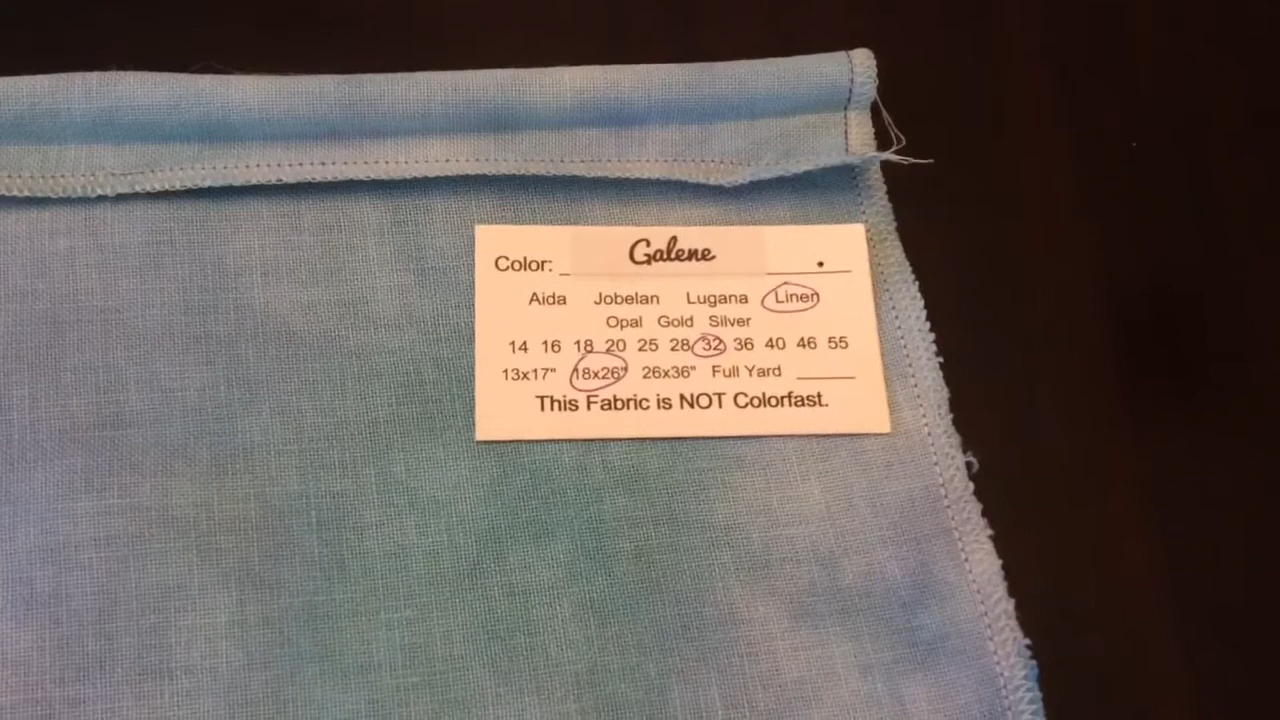 Color: _ Galene
Aida Jobelan Lugana Linen
Opal Gold Silver
14 16 18 20 25 28 32 36 40 46 55
13x17" 18x26" 26x36" Full Yard
This Fabric is NOT Colorfast.